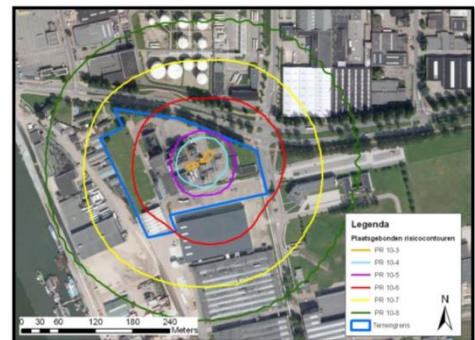 Legenda
Plaatsgebonden risicocontouren
PR 10-3
PR 10-4
PR 10-5
PR 10-6
PR 10-7
PR 10-8
Terreingrens
N
0 30 60 120 180 240
Meters